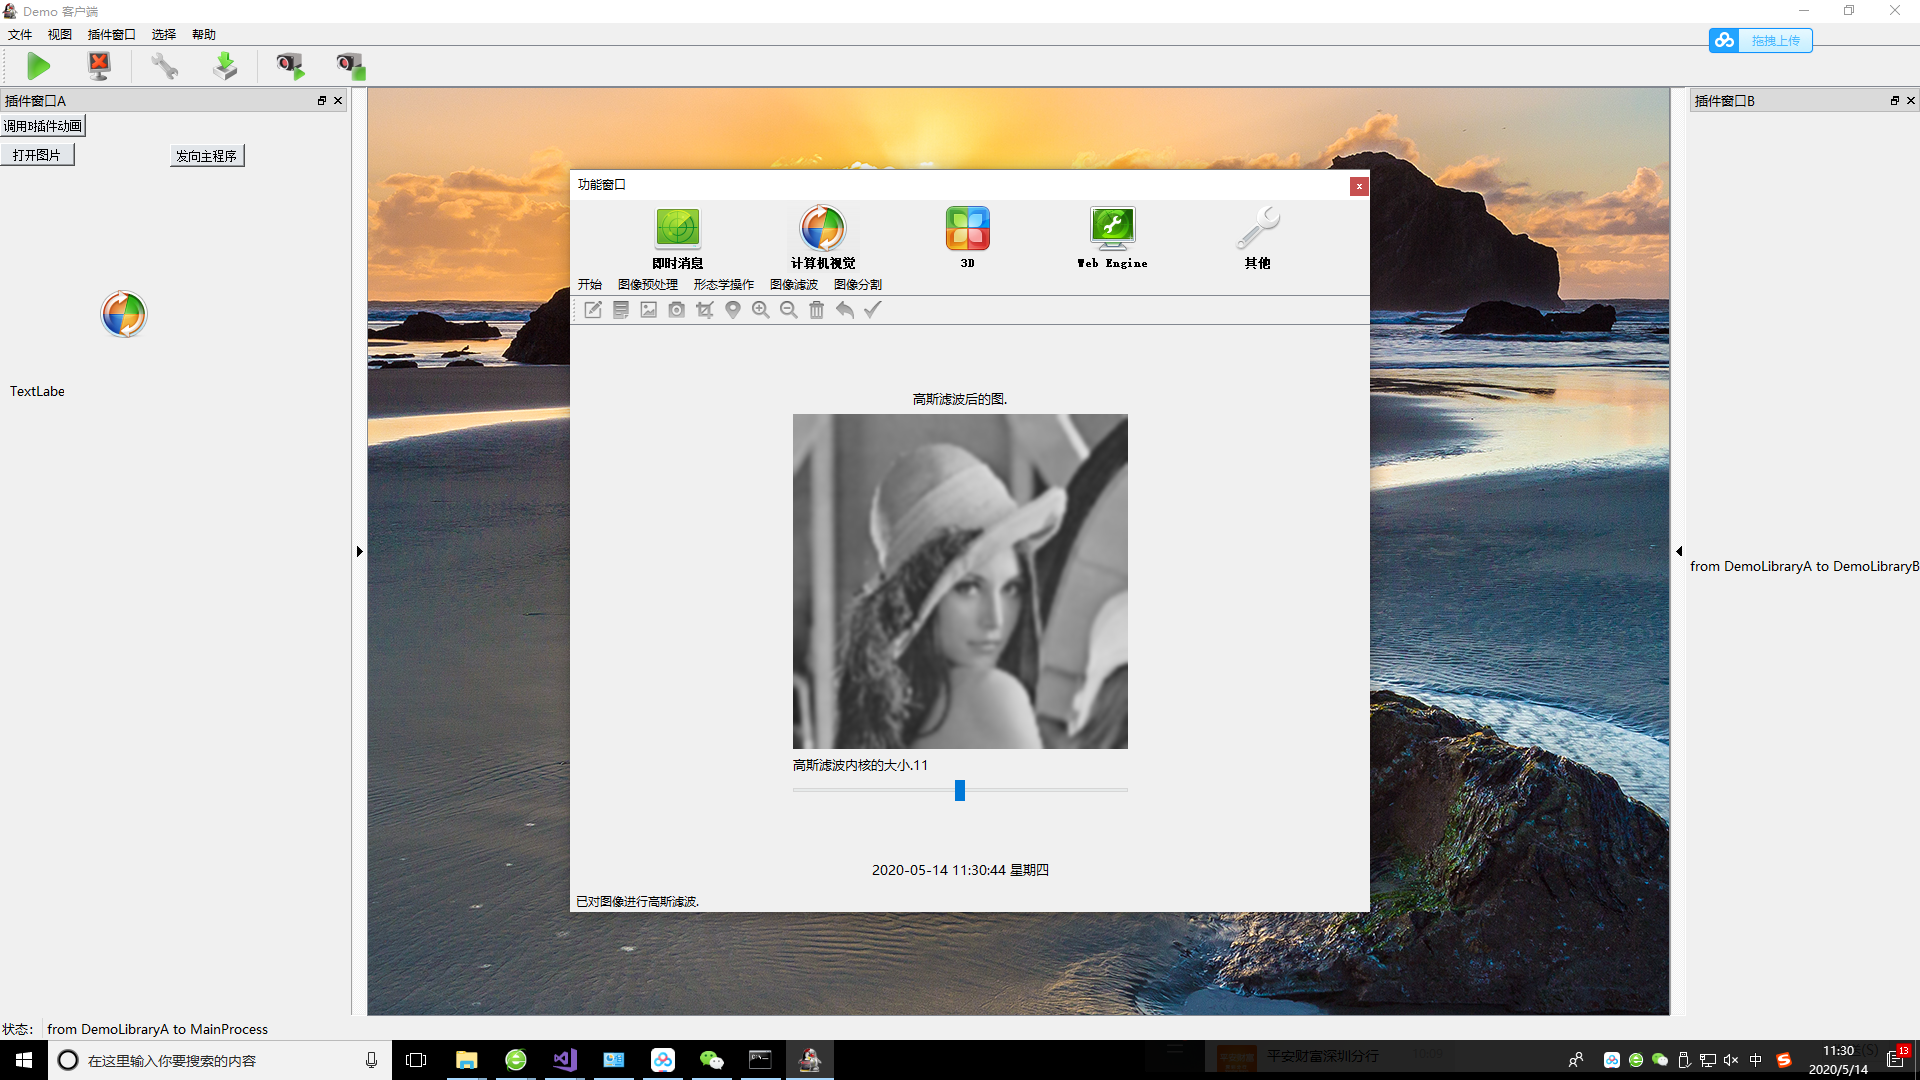 Demo 客户端
文件 视图 插件窗口 选择 帮助
拖拽上传
插件窗口A
调用B插件动画
打开图片
发向主程序
TextLabe
功能窗口
即时消息 计算机视觉 3D Web Engine 其他
开始 图像预处理 形态学操作 图像滤波 图像分割
高斯滤波后的图.
高斯滤波内核的大小.11
2020-05-14 11:30:44 星期四
已对图像进行高斯滤波.
插件窗口B
from DemoLibraryA to DemoLibraryB
状态: from DemoLibraryA to MainProcess
在这里输入你要搜索的内容
平安财富深圳分行
中
11:30
2020/5/14
13